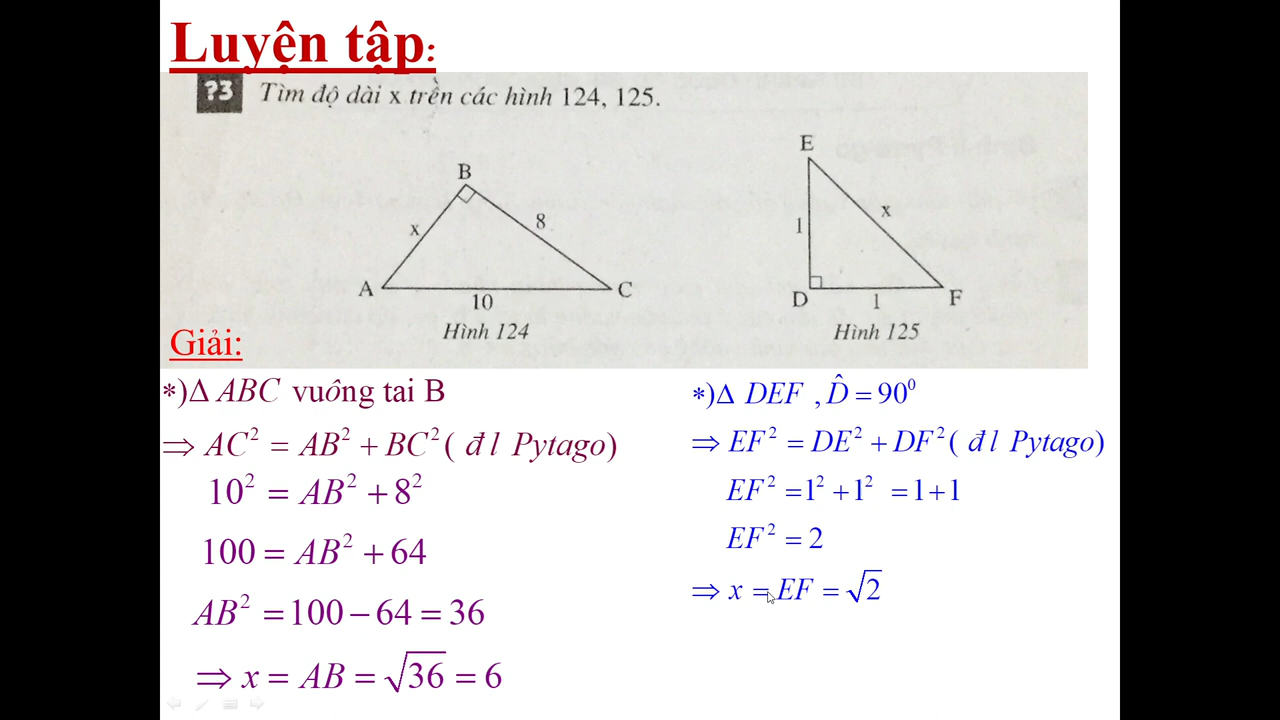 Luyện tập:
?3 Tìm độ dài x trên các hình 124, 125.
B
x
8
A
10
C
Hình 124
E
1
x
D
1
F
Hình 125
Giải:
*)Δ ABC vuông tai B
⇒ AC² = AB² + BC² ( đ l Pytago)
10² = AB² + 8²
100 = AB² + 64
AB² = 100 − 64 = 36
⇒ x = AB = √36 = 6
*)Δ DEF , D̂ = 90⁰
⇒ EF² = DE² + DF² ( đ l Pytago)
EF² = 1² + 1² = 1 + 1
EF² = 2
⇒ x = EF = √2